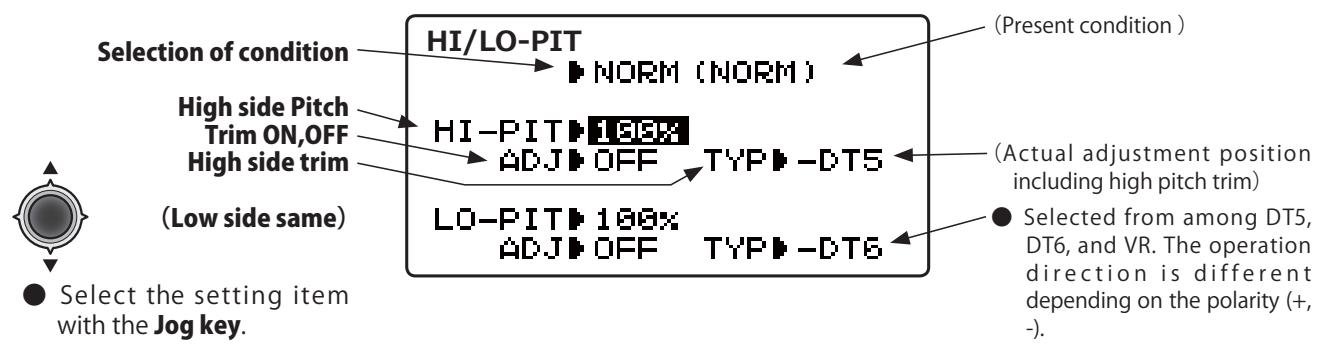 Selection of condition
High side Pitch
Trim ON,OFF
High side trim
(Low side same)
● Select the setting item
with the Jog key.
HI/LO-PIT
▶NORM (NORM)
HI-PIT▶100%
ADJ▶OFF TYP▶-DT5
LO-PIT▶100%
ADJ▶OFF TYP▶-DT6
(Present condition )
(Actual adjustment position
including high pitch trim)
● Selected from among DT5,
DT6, and VR. The operation
direction is different
depending on the polarity (+,
-).